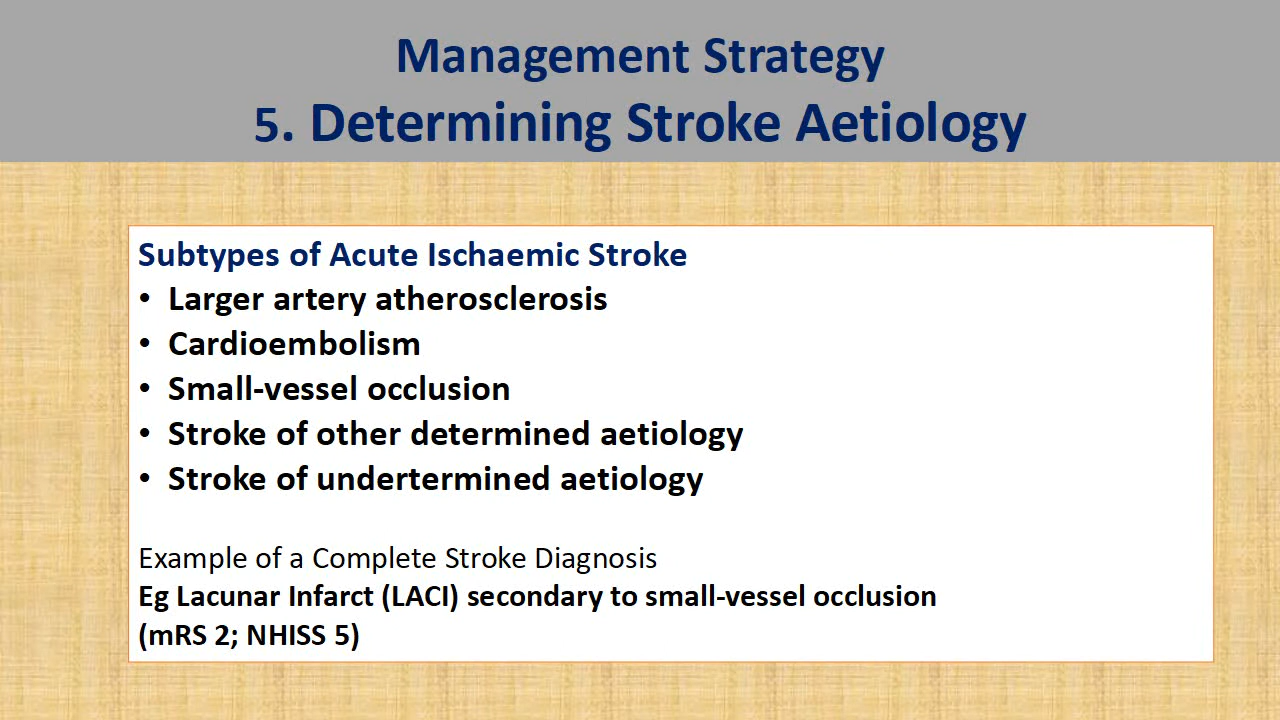 Management Strategy
5. Determining Stroke Aetiology
Subtypes of Acute Ischaemic Stroke
• Larger artery atherosclerosis
• Cardioembolism
• Small-vessel occlusion
• Stroke of other determined aetiology
• Stroke of undertermined aetiology
Example of a Complete Stroke Diagnosis
Eg Lacunar Infarct (LACI) secondary to small-vessel occlusion
(mRS 2; NHISS 5)